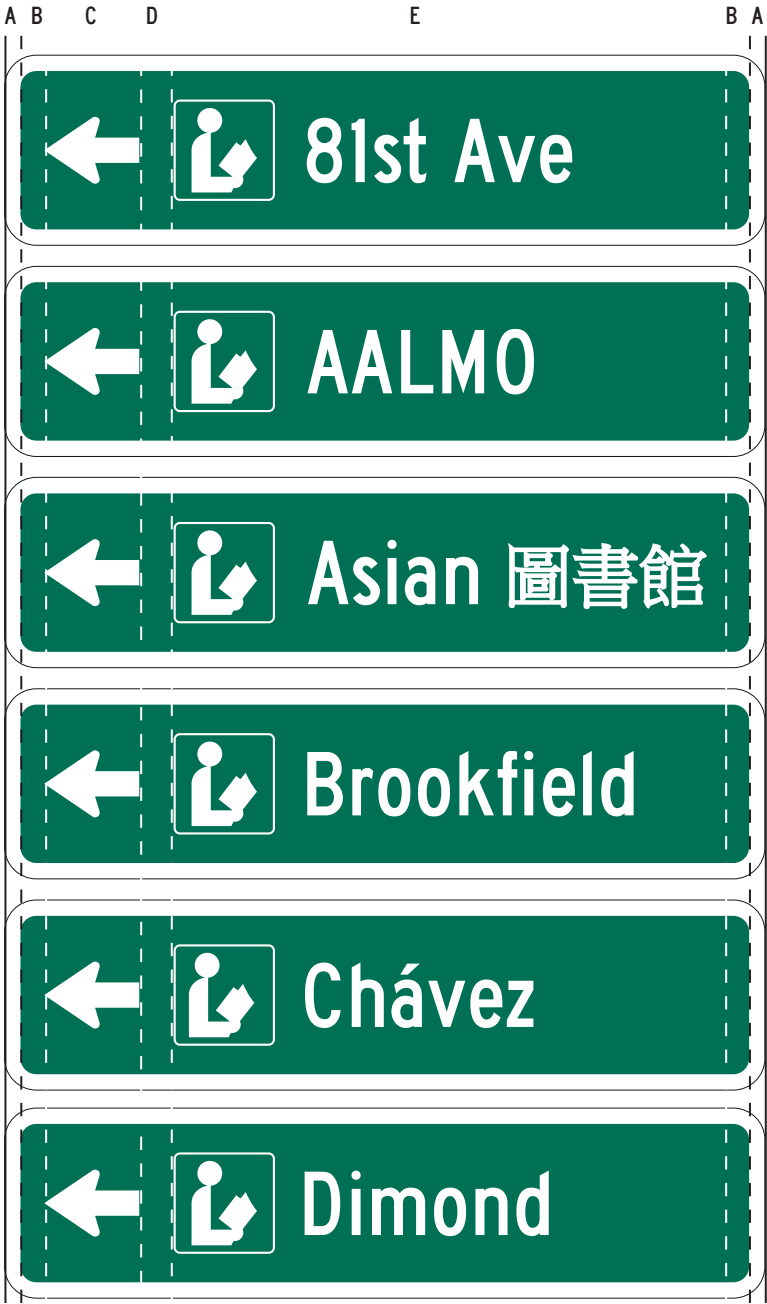 A B C D E B A
81st Ave
AALMO
Asian 圖書館
Brookfield
Chávez
Dimond